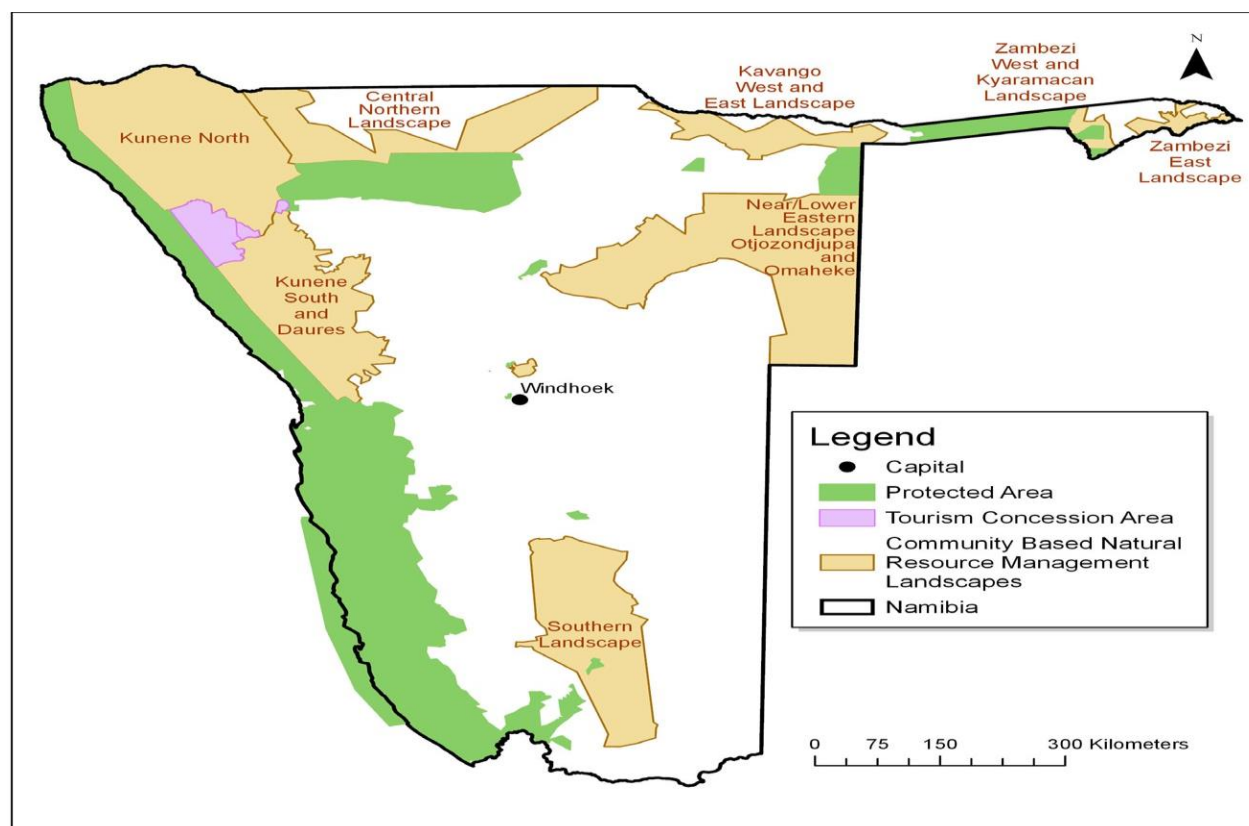 N
Zambezi
West and
Kyaramacan
Landscape
Kavango
West and
East Landscape
Central
Northern
Landscape
Kunene North
Zambezi
East
Landscape
Near/Lower
Eastern
Landscape
Otjozondjupa
and
Omaheke
Kunene
South
and
Daures
Windhoek
Legend
Capital
Protected Area
Tourism Concession Area
Community Based Natural
Resource Management
Landscapes
Namibia
Southern
Landscape
0 75 150 300 Kilometers